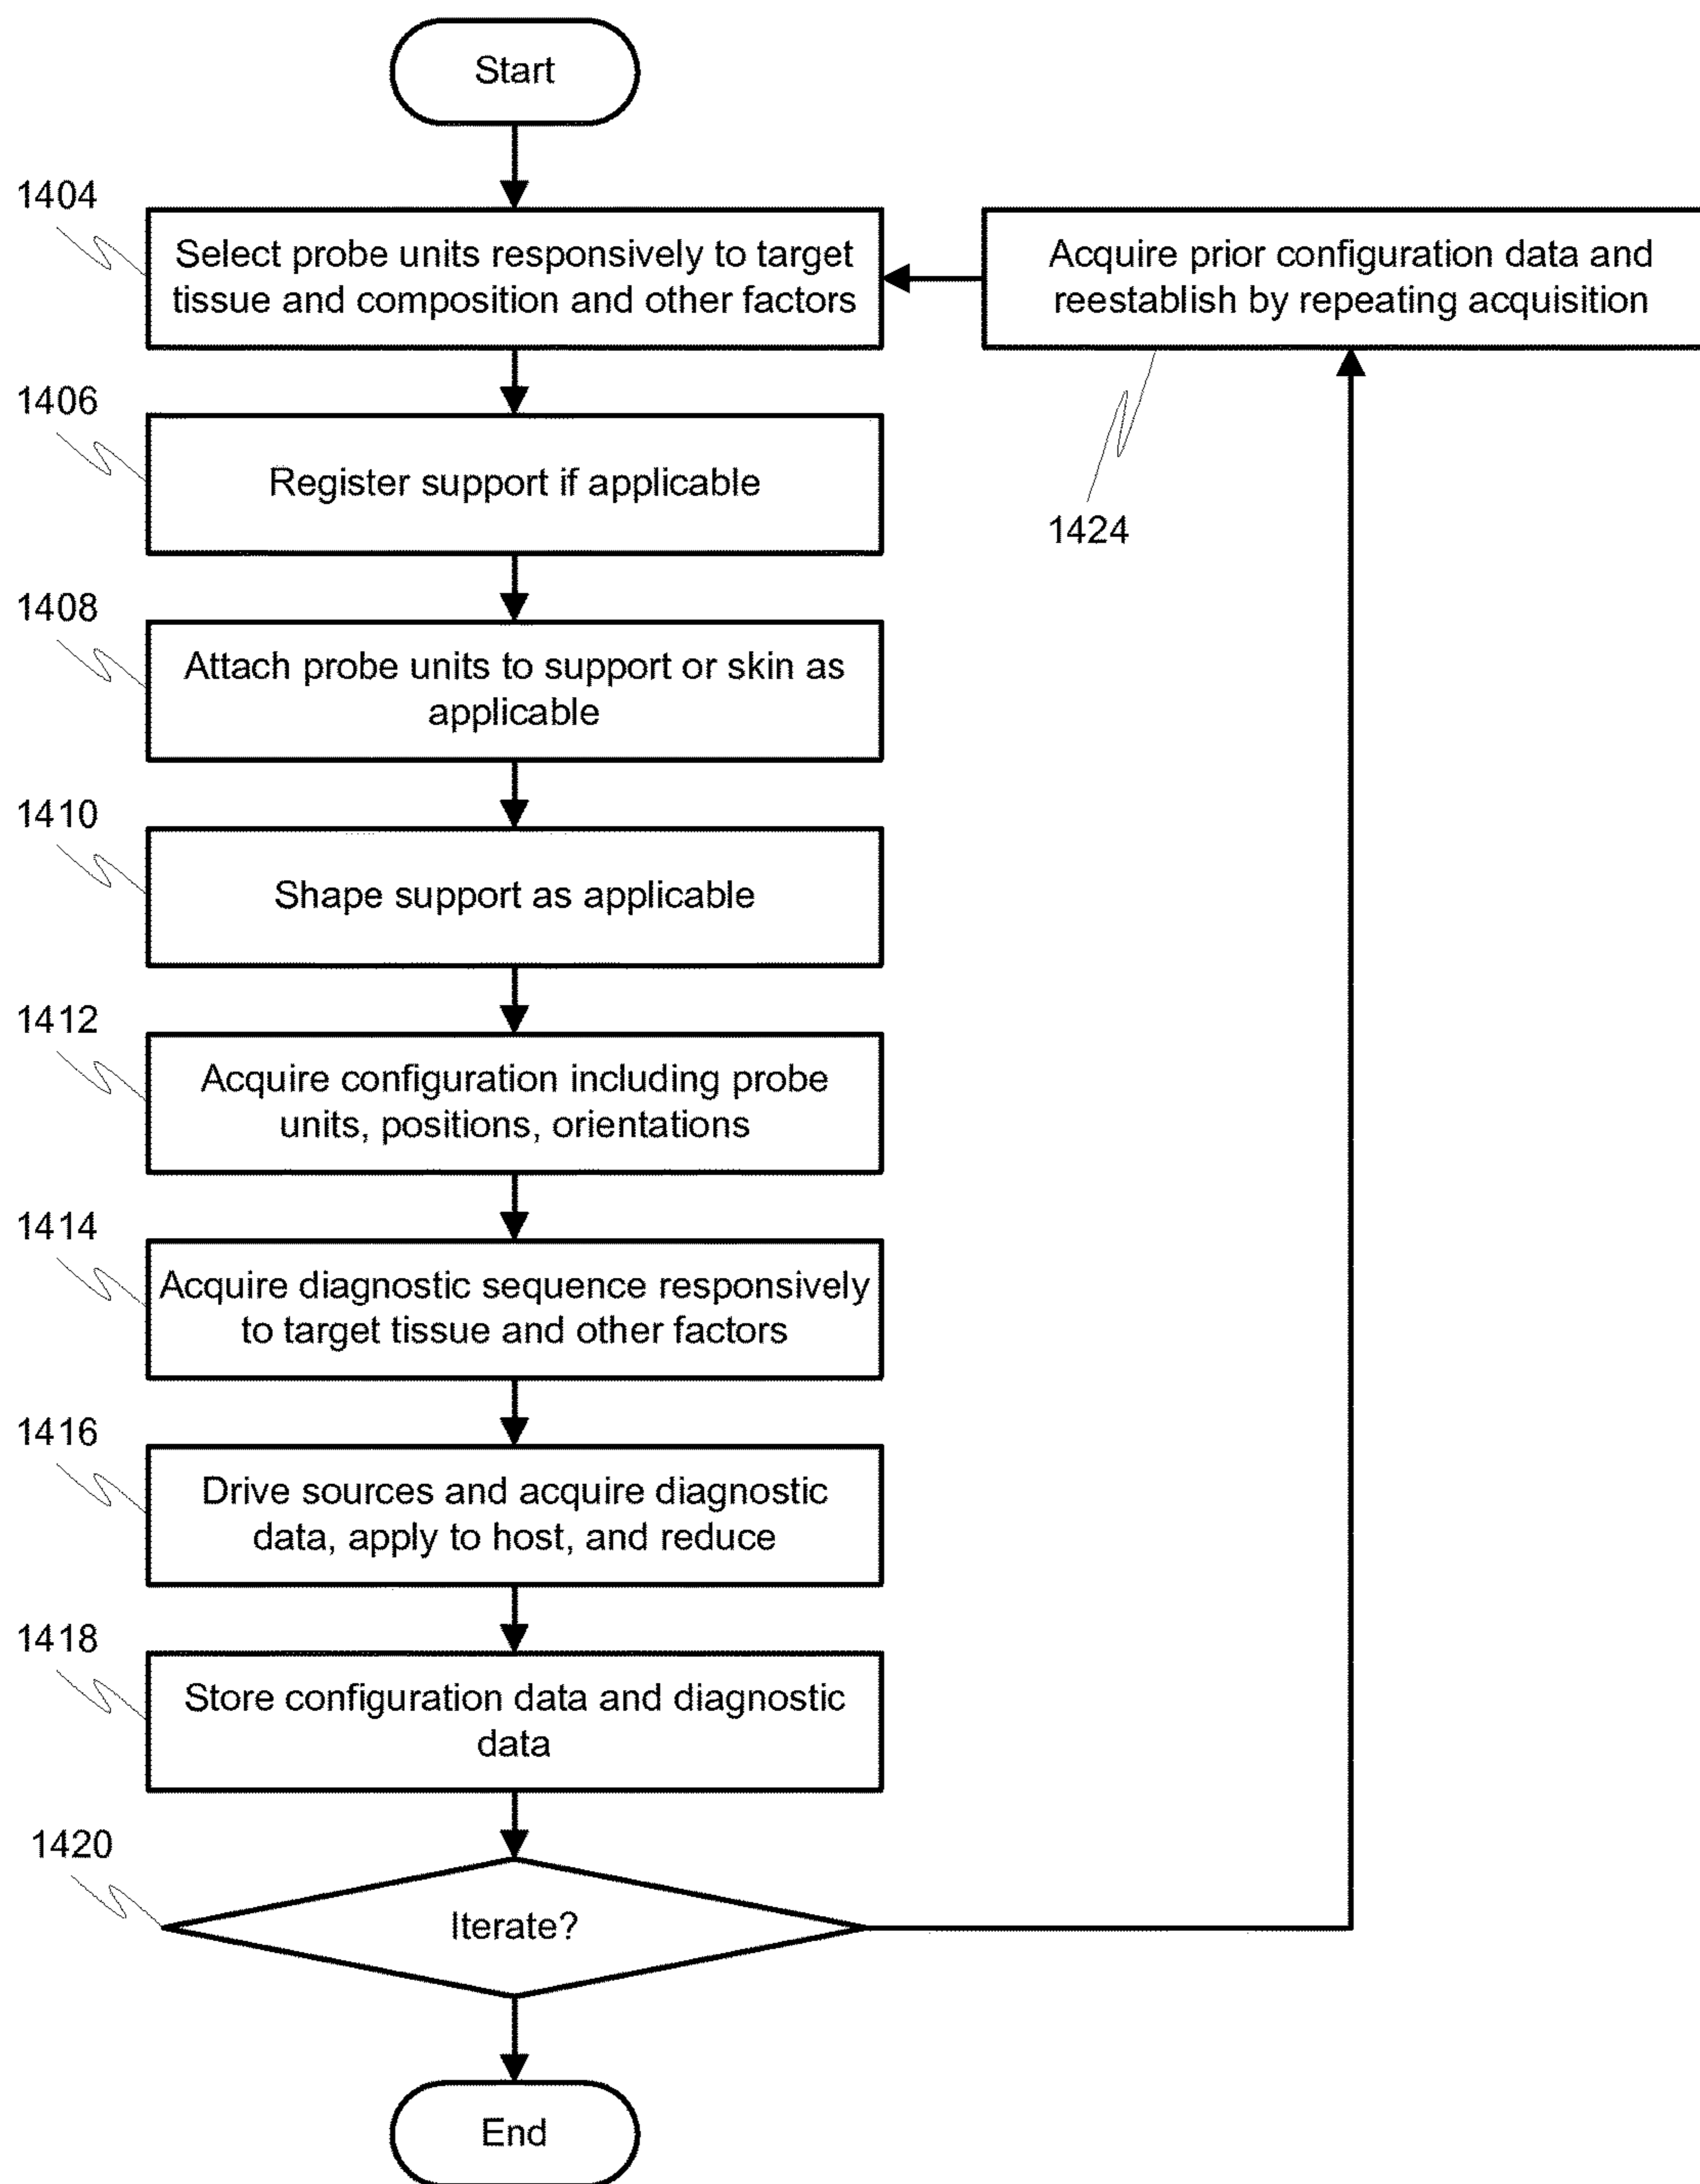 Start
1404
Select probe units responsively to target
tissue and composition and other factors
Acquire prior configuration data and
reestablish by repeating acquisition
1424
1406
Register support if applicable
1408
Attach probe units to support or skin as
applicable
1410
Shape support as applicable
1412
Acquire configuration including probe
units, positions, orientations
1414
Acquire diagnostic sequence responsively
to target tissue and other factors
1416
Drive sources and acquire diagnostic
data, apply to host, and reduce
1418
Store configuration data and diagnostic
data
1420
Iterate?
End